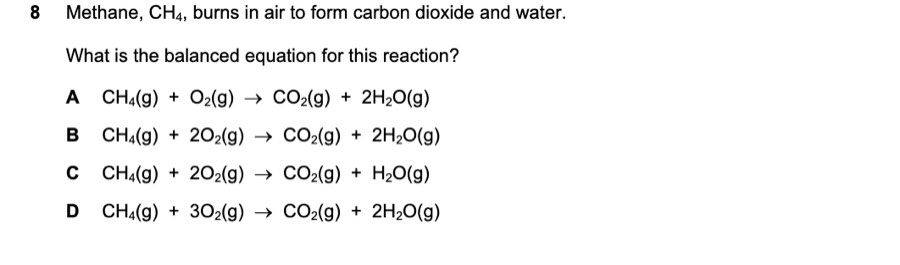 8 Methane, CH₄, burns in air to form carbon dioxide and water.
What is the balanced equation for this reaction?
A CH₄(g) + O₂(g) → CO₂(g) + 2H₂O(g)
B CH₄(g) + 2O₂(g) → CO₂(g) + 2H₂O(g)
C CH₄(g) + 2O₂(g) → CO₂(g) + H₂O(g)
D CH₄(g) + 3O₂(g) → CO₂(g) + 2H₂O(g)